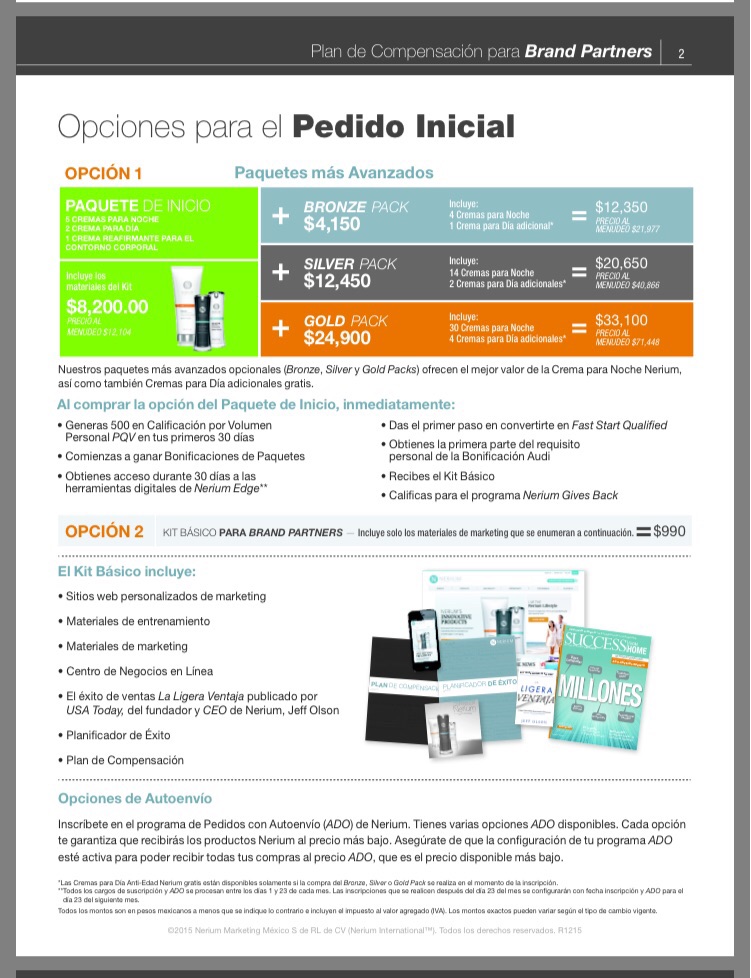 Plan de Compensación para Brand Partners | 2
Opciones para el Pedido Inicial
OPCIÓN 1
Paquetes más Avanzados
PAQUETE DE INICIO
5 CREMAS PARA NOCHE
2 CREMA PARA DÍA
1 CREMA REAFIRMANTE PARA EL
CONTORNO CORPORAL
Incluye los
materiales del Kit
$8,200.00
PRECIO AL
MENUDEO $12,104
+ BRONZE PACK
$4,150
Incluye:
4 Cremas para Noche
1 Crema para Día adicional*
= $12,350
PRECIO AL
MENUDEO $21,977
+ SILVER PACK
$12,450
Incluye:
14 Cremas para Noche
2 Cremas para Día adicionales*
= $20,650
PRECIO AL
MENUDEO $40,866
+ GOLD PACK
$24,900
Incluye:
30 Cremas para Noche
4 Cremas para Día adicionales*
= $33,100
PRECIO AL
MENUDEO $71,448
Nuestros paquetes más avanzados opcionales (Bronze, Silver y Gold Packs) ofrecen el mejor valor de la Crema para Noche Nerium,
así como también Cremas para Día adicionales gratis.
Al comprar la opción del Paquete de Inicio, inmediatamente:
• Generas 500 en Calificación por Volumen
Personal PQV en tus primeros 30 días
• Comienzas a ganar Bonificaciones de Paquetes
• Obtienes acceso durante 30 días a las
herramientas digitales de Nerium Edge**
• Das el primer paso en convertirte en Fast Start Qualified
• Obtienes la primera parte del requisito
personal de la Bonificación Audi
• Recibes el Kit Básico
• Calificas para el programa Nerium Gives Back
OPCIÓN 2
KIT BÁSICO PARA BRAND PARTNERS — Incluye solo los materiales de marketing que se enumeran a continuación. = $990
El Kit Básico incluye:
• Sitios web personalizados de marketing
• Materiales de entrenamiento
• Materiales de marketing
• Centro de Negocios en Línea
• El éxito de ventas La Ligera Ventaja publicado por
USA Today, del fundador y CEO de Nerium, Jeff Olson
• Planificador de Éxito
• Plan de Compensación
NERIUM'S
INNOVATIVE
PRODUCTS
PLAN DE COMPENSACI
PLANIFICADOR DE ÉXITO
LIGERA
VENTAJA
JEFF OLSON
SUCCESS
HOME
MILLONES
Opciones de Autoenvío
Inscríbete en el programa de Pedidos con Autoenvío (ADO) de Nerium. Tienes varias opciones ADO disponibles. Cada opción
te garantiza que recibirás los productos Nerium al precio más bajo. Asegúrate de que la configuración de tu programa ADO
esté activa para poder recibir todas tus compras al precio ADO, que es el precio disponible más bajo.
*Las Cremas para Día Anti-Edad Nerium gratis están disponibles solamente si la compra del Bronze, Silver o Gold Pack se realiza en el momento de la inscripción.
**Todos los cargos de suscripción y ADO se procesan entre los días 1 y 23 de cada mes. Las inscripciones que se realicen después del día 23 del mes se configurarán con fecha inscripción y ADO para el
día 23 del siguiente mes.
Todos los montos son en pesos mexicanos a menos que se indique lo contrario e incluyen el impuesto al valor agregado (IVA). Los montos exactos pueden variar según el tipo de cambio vigente.
©2015 Nerium Marketing México S de RL de CV (Nerium International™). Todos los derechos reservados. R1215